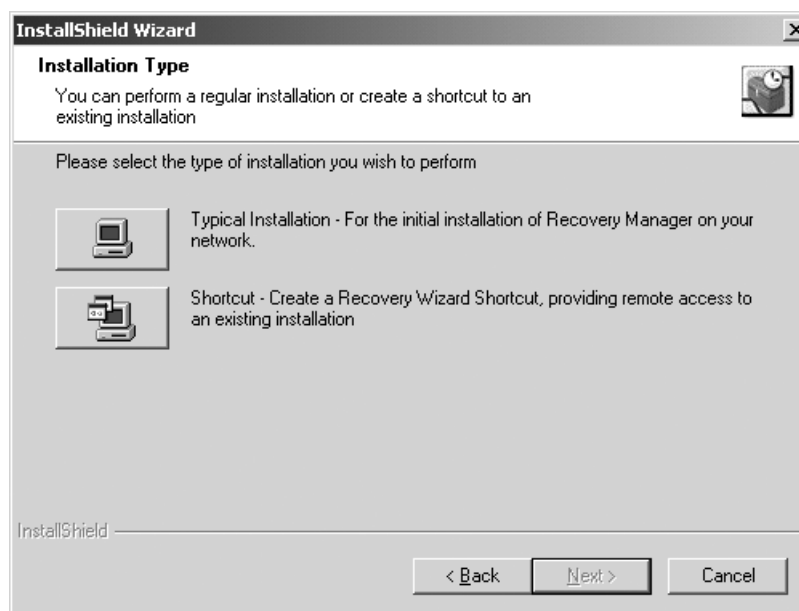 InstallShield Wizard
Installation Type
You can perform a regular installation or create a shortcut to an
existing installation
Please select the type of installation you wish to perform
Typical Installation - For the initial installation of Recovery Manager on your
network.
Shortcut - Create a Recovery Wizard Shortcut, providing remote access to
an existing installation
InstallShield
< Back
Next >
Cancel